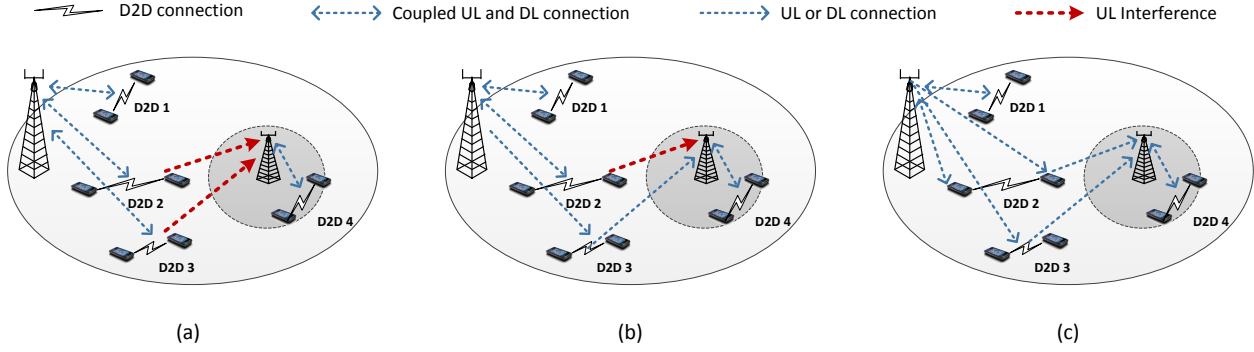 D2D connection Coupled UL and DL connection UL or DL connection UL Interference
D2D 1
D2D 2
D2D 3
D2D 4
(a)
D2D 1
D2D 2
D2D 3
D2D 4
(b)
D2D 1
D2D 2
D2D 3
D2D 4
(c)